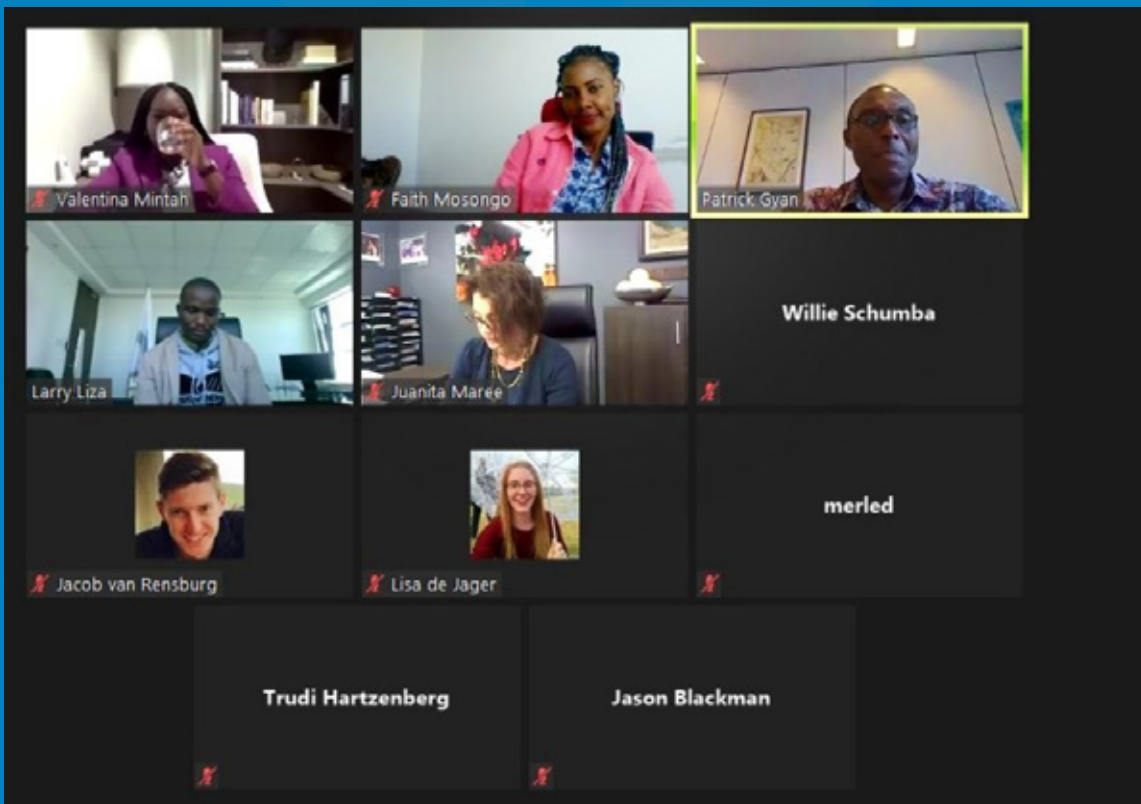 Valentina Mintah
Faith Mosongo
Patrick Gyan
Larry Liza
Juanita Maree
Willie Schumba
Jacob van Rensburg
Lisa de Jager
merled
Trudi Hartzenberg
Jason Blackman